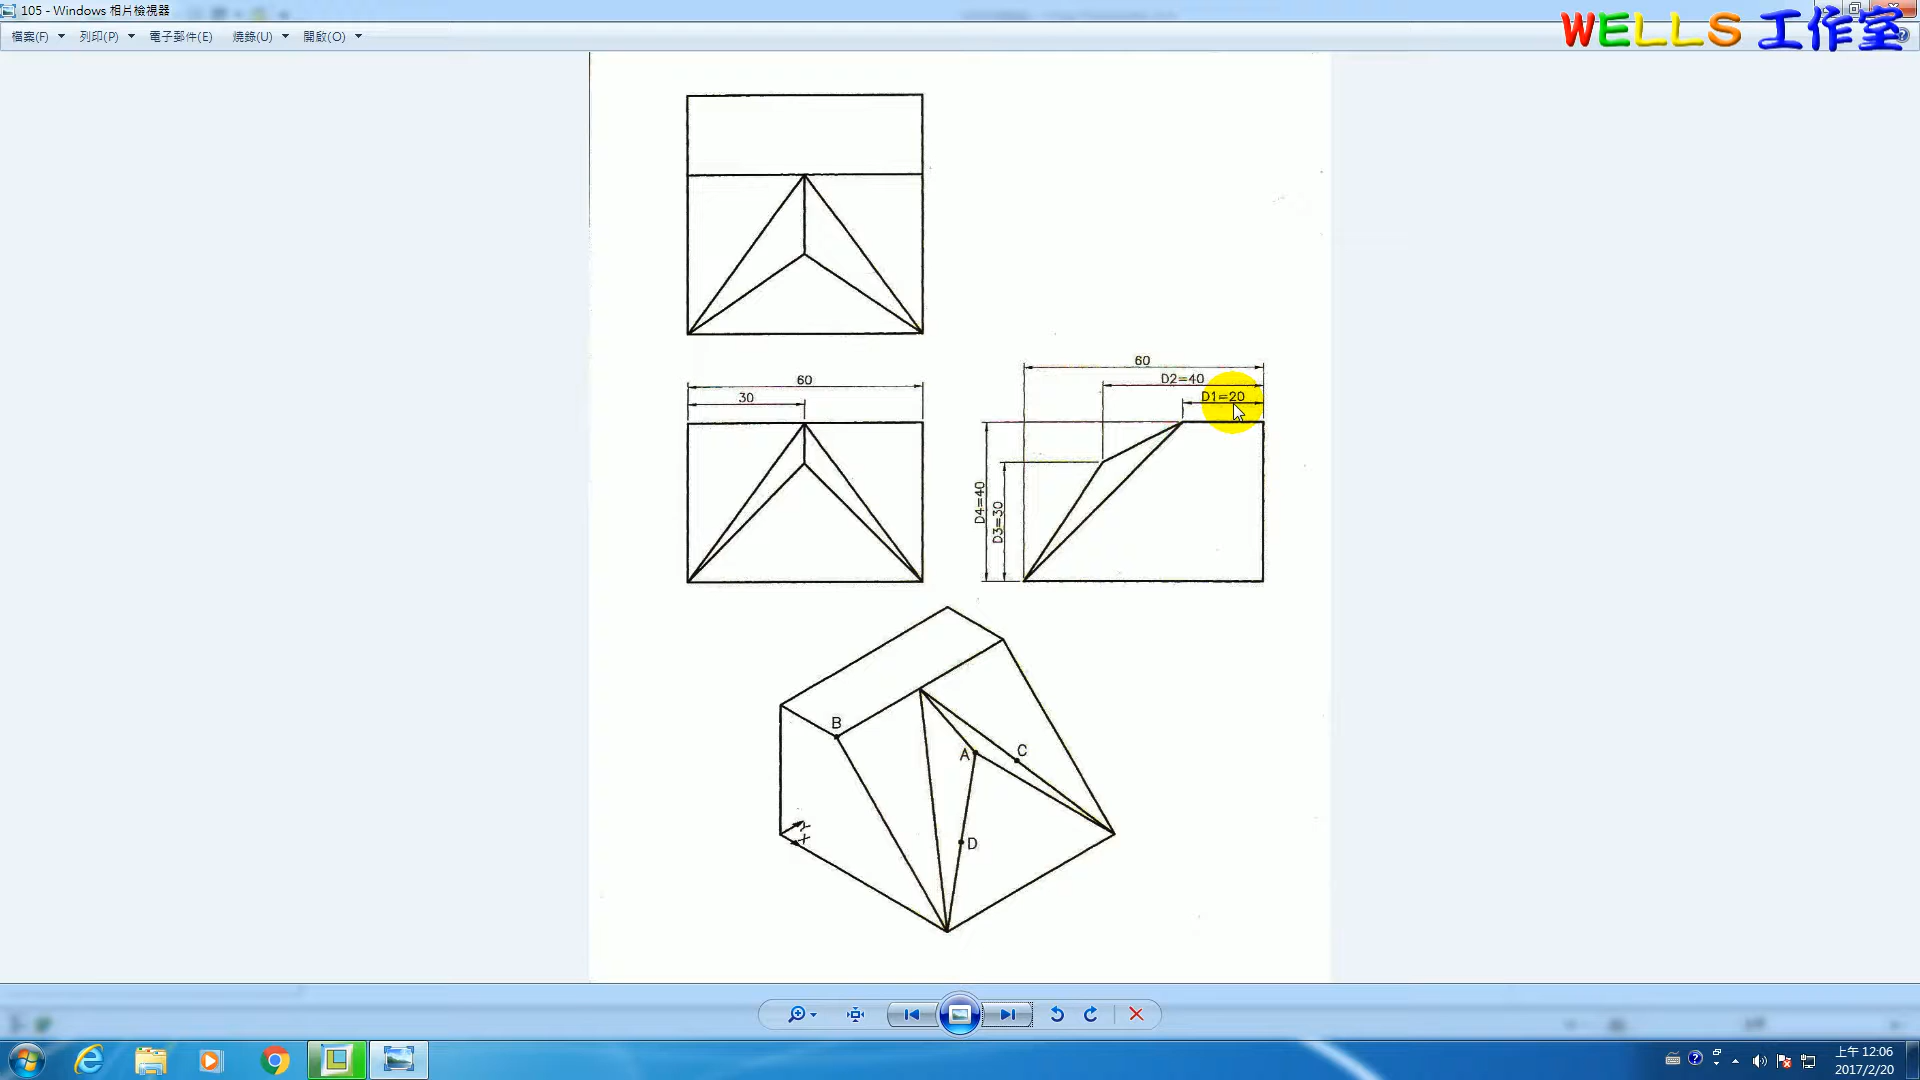 105 - Windows 相片檢視器
檔案(F) 列印(P) 電子郵件(E) 燒錄(U) 開啟(O)
WELLS 工作室
60
30
60
D2=40
D1=20
D4=40
D3=30
B
A
C
D
X
上午 12:06
2017/2/20